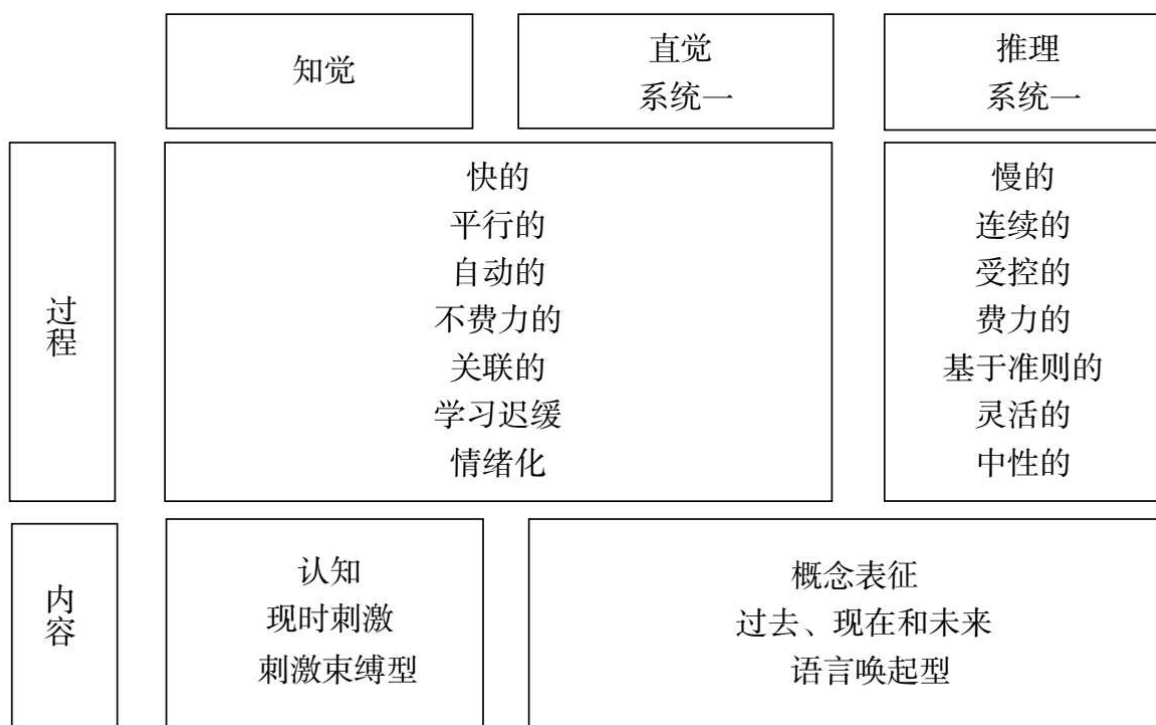 知觉
直觉
系统一
推理
系统一
过程
快的
平行的
自动的
不费力的
关联的
学习迟缓
情绪化
慢的
连续的
受控的
费力的
基于准则的
灵活的
中性的
内容
认知
现时刺激
刺激束缚型
概念表征
过去、现在和未来
语言唤起型